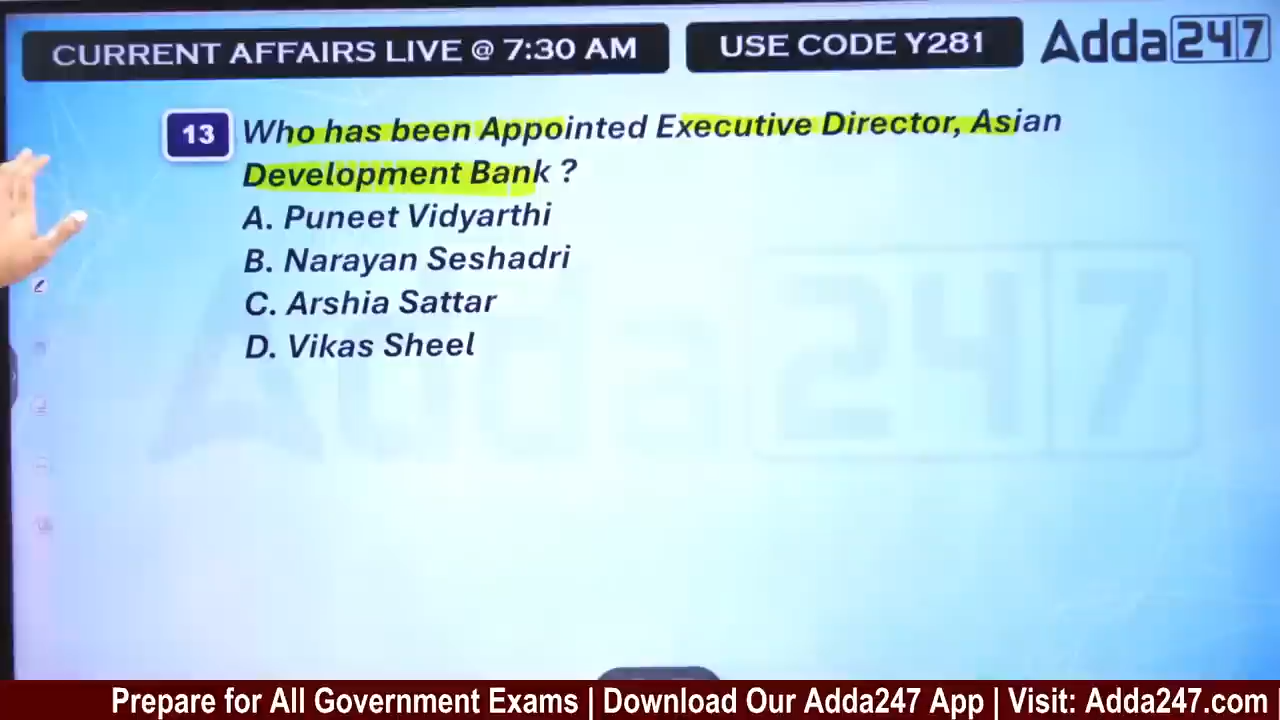 CURRENT AFFAIRS LIVE @ 7:30 AM
USE CODE Y281
Adda247
13
Who has been Appointed Executive Director, Asian
Development Bank ?
A. Puneet Vidyarthi
B. Narayan Seshadri
C. Arshia Sattar
D. Vikas Sheel
Adda247
Prepare for All Government Exams | Download Our Adda247 App | Visit: Adda247.com